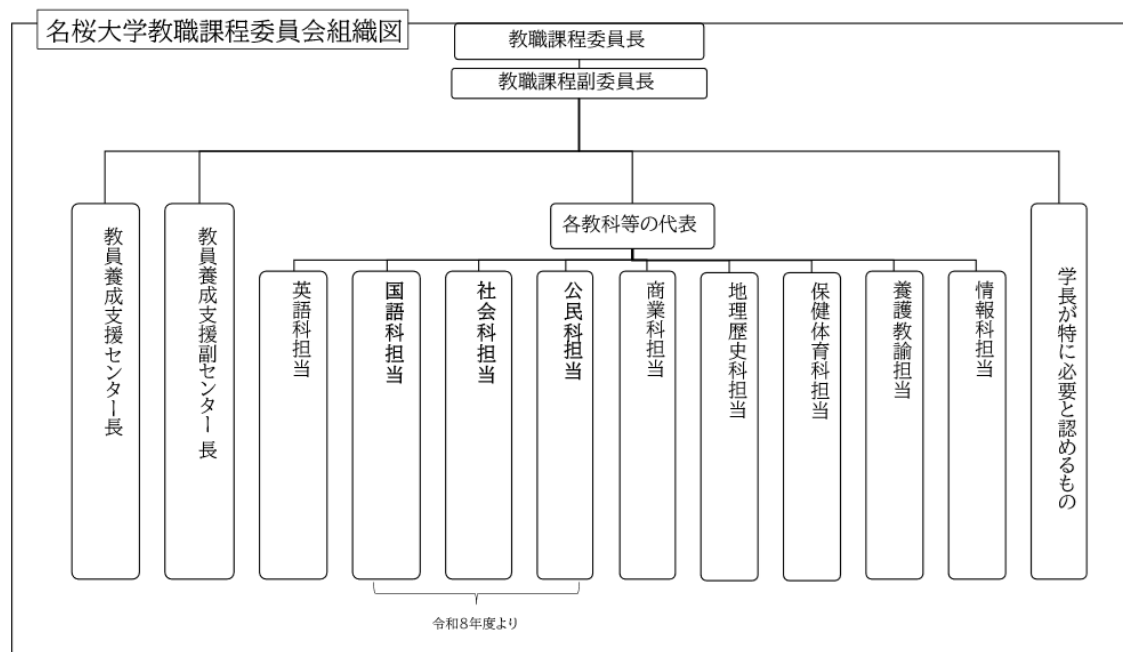 名桜大学教職課程委員会組織図
教職課程委員長
教職課程副委員長
各教科等の代表
教員養成支援センター長
教員養成支援副センター長
英語科担当
国語科担当
社会科担当
公民科担当
商業科担当
地理歴史科担当
保健体育科担当
養護教諭担当
情報科担当
学長が特に必要と認めるもの
令和8年度より